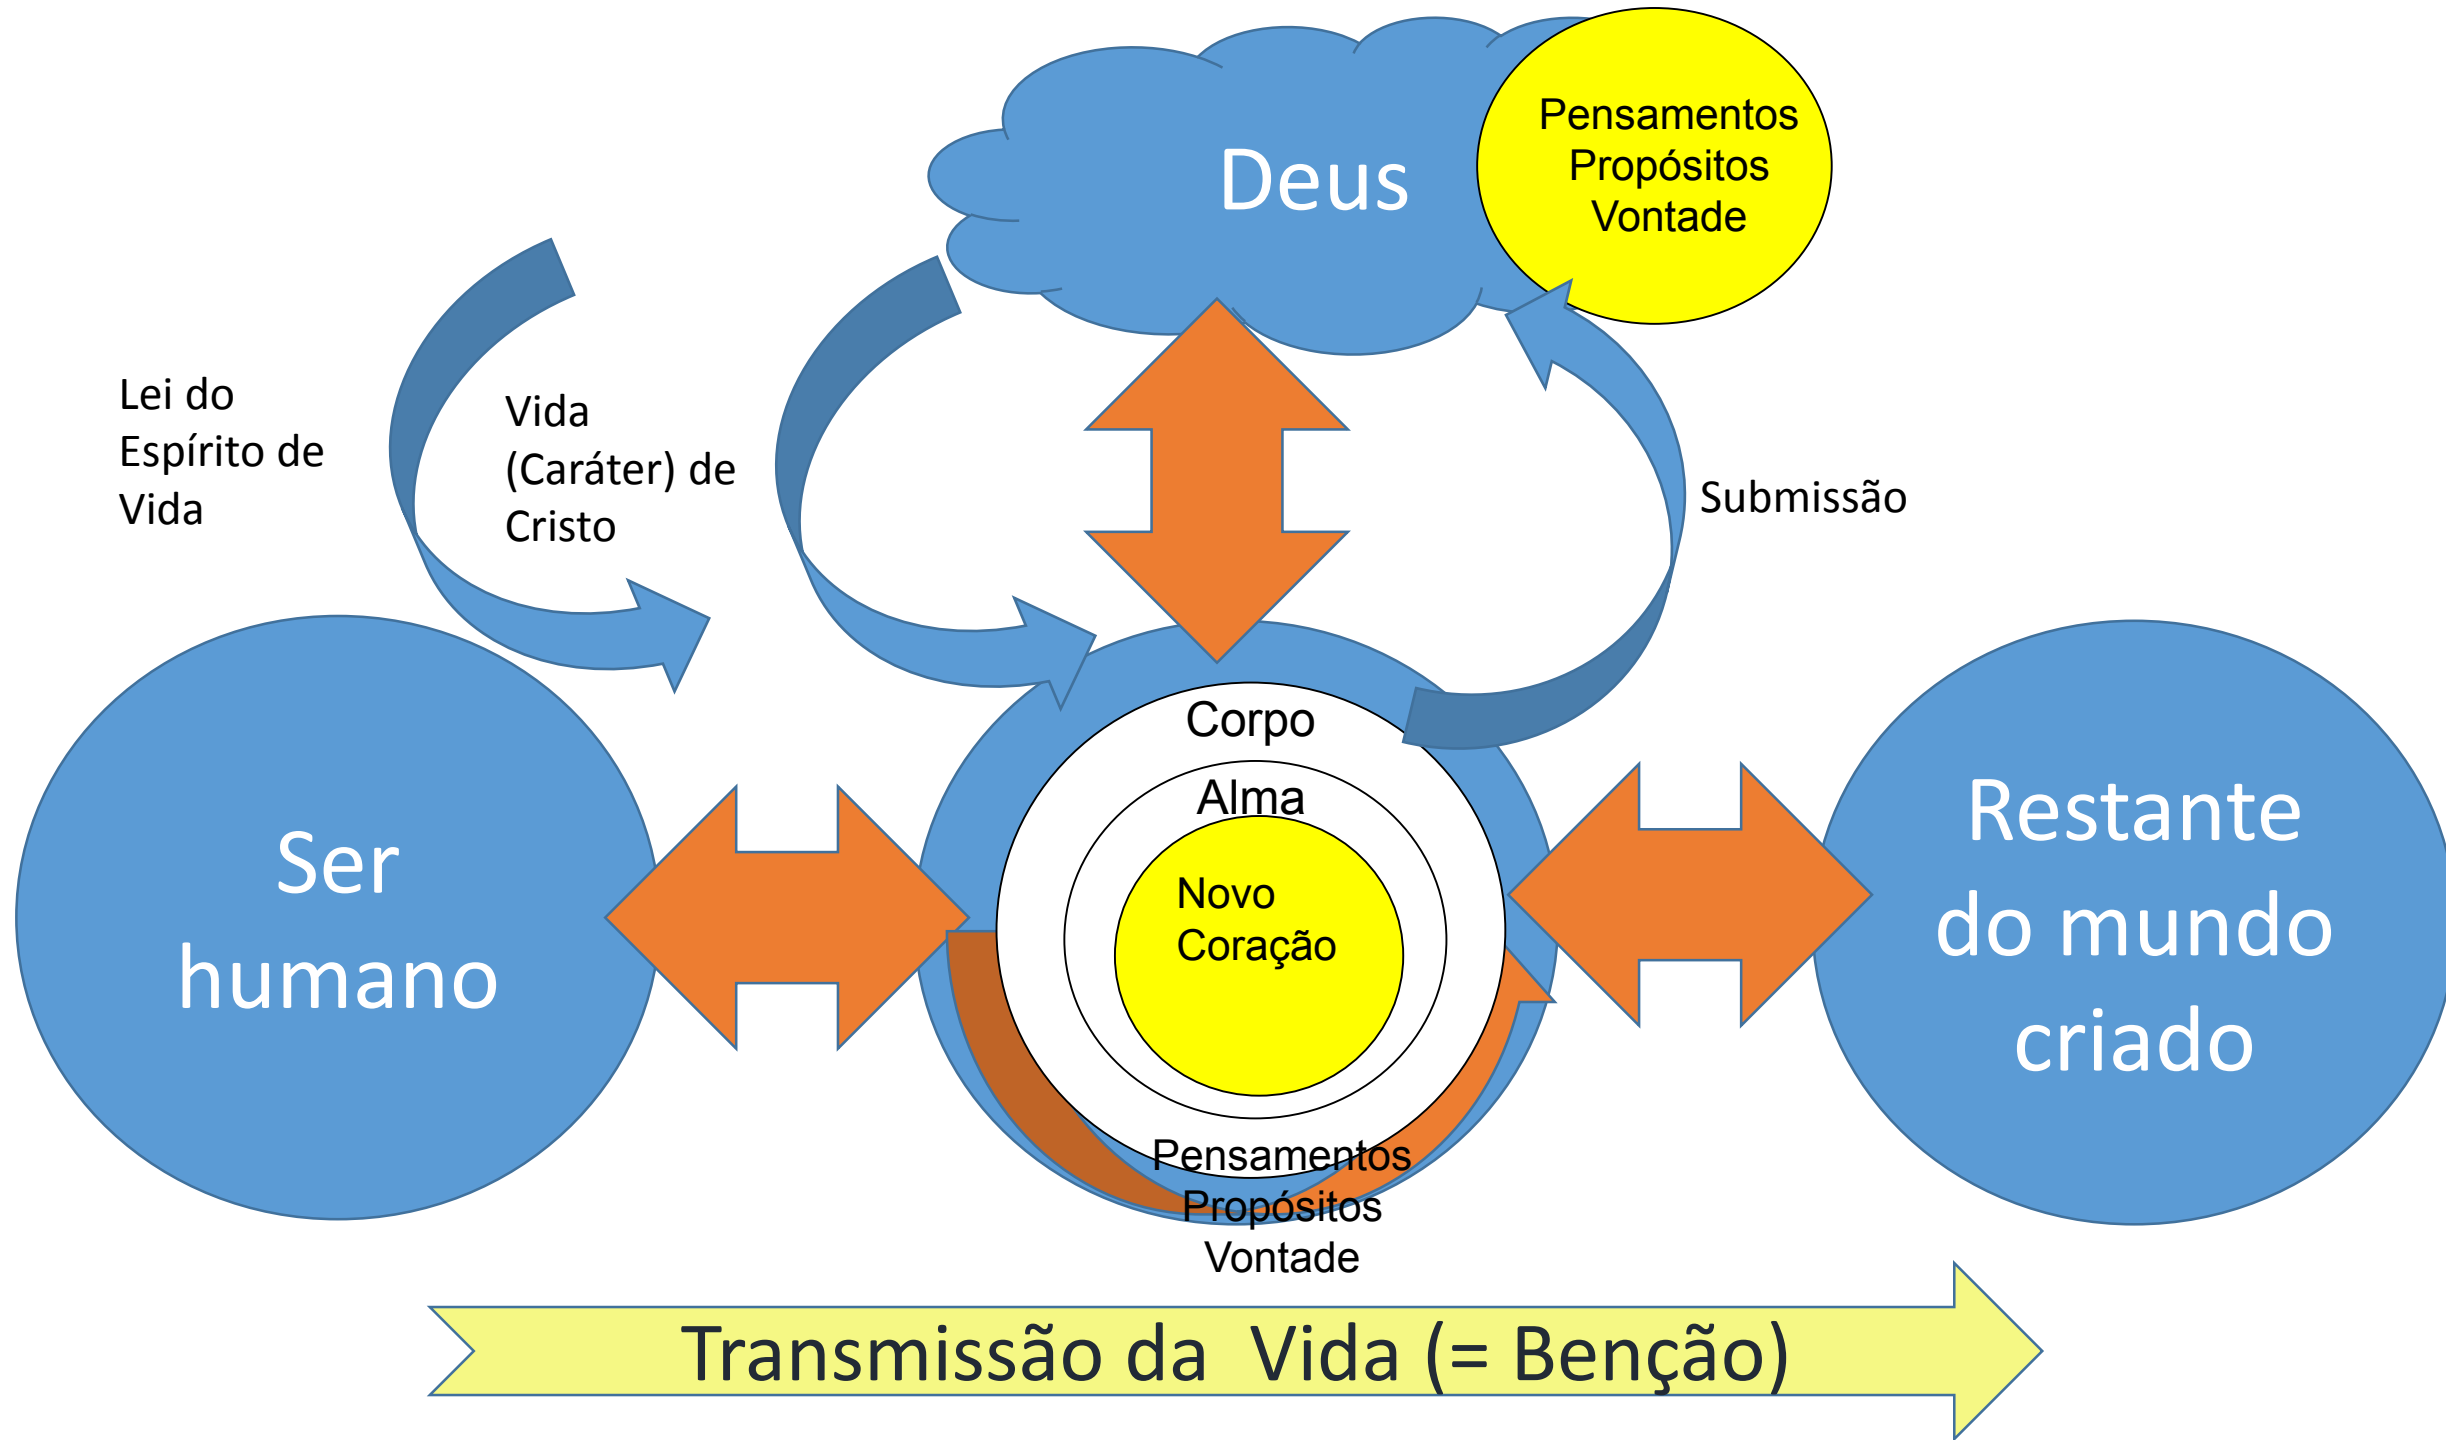 Deus
Pensamentos
Propósitos
Vontade
Lei do
Espírito de
Vida
Vida
(Caráter) de
Cristo
Submissão
Ser
humano
Corpo
Alma
Novo
Coração
Pensamentos
Propósitos
Vontade
Restante
do mundo
criado
Transmissão da  Vida (= Benção)